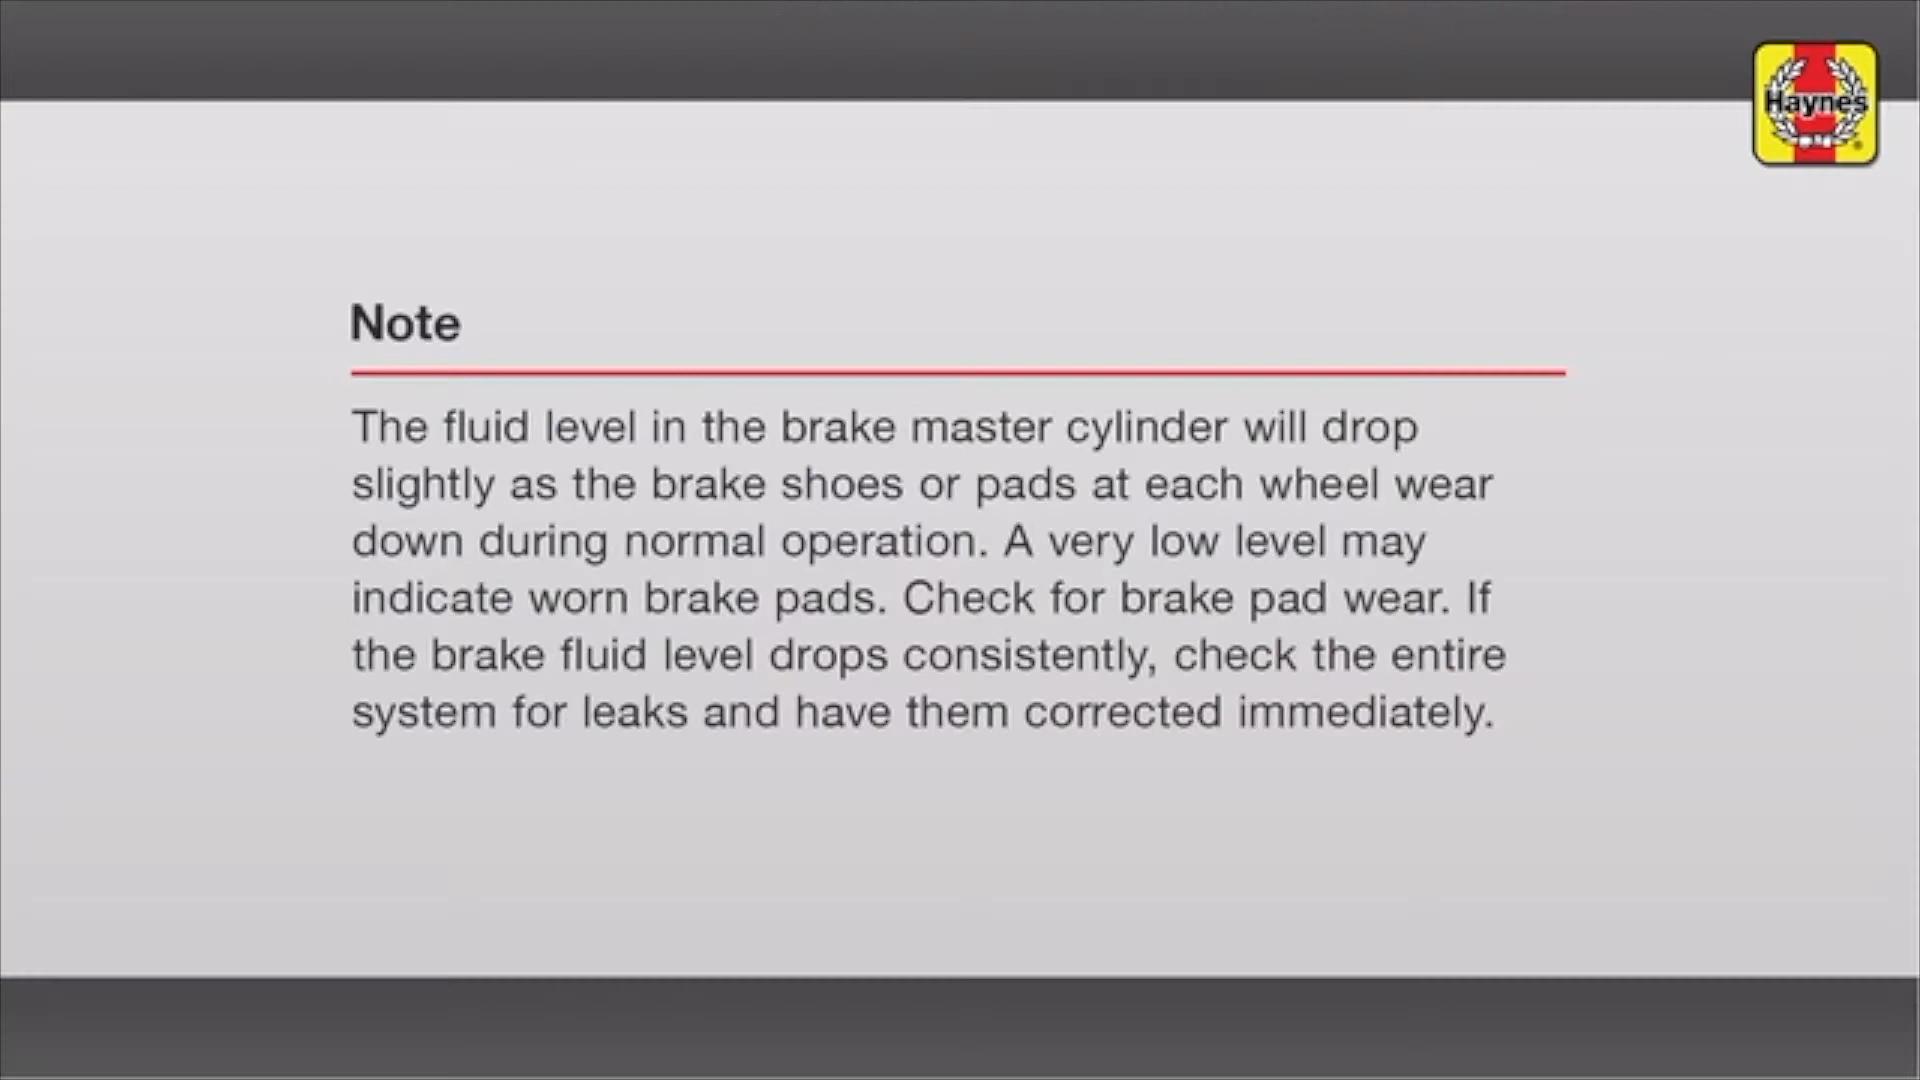 Haynes
Note
The fluid level in the brake master cylinder will drop
slightly as the brake shoes or pads at each wheel wear
down during normal operation. A very low level may
indicate worn brake pads. Check for brake pad wear. If
the brake fluid level drops consistently, check the entire
system for leaks and have them corrected immediately.